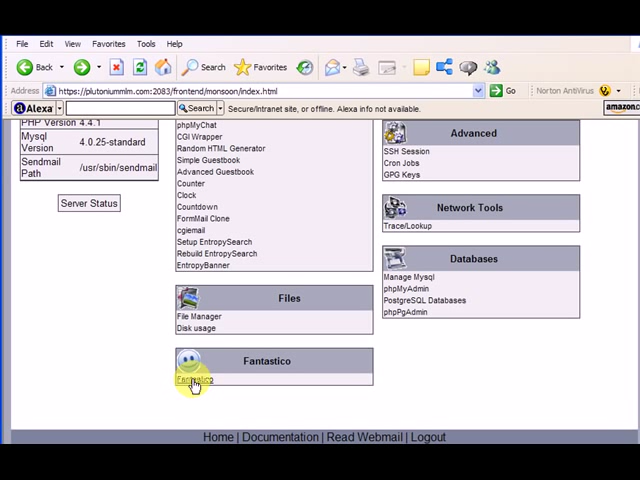 File Edit View Favorites Tools Help
Back Search Favorites
Address https://plutoniummlm.com:2083/frontend/monsoon/index.html Go Norton AntiVirus
Alexa Search Secure/Intranet site, or offline. Alexa info not available. amazon.c
PHP Version 4.4.1
Mysql Version 4.0.25-standard
Sendmail Path /usr/sbin/sendmail
Server Status
phpMyChat
CGI Wrapper
Random HTML Generator
Simple Guestbook
Advanced Guestbook
Counter
Clock
Countdown
FormMail Clone
cgiemail
Setup EntropySearch
Rebuild EntropySearch
EntropyBanner
Files
File Manager
Disk usage
Fantastico
Fantastico
Advanced
SSH Session
Cron Jobs
GPG Keys
Network Tools
Trace/Lookup
Databases
Manage Mysql
phpMyAdmin
PostgreSQL Databases
phpPgAdmin
Home | Documentation | Read Webmail | Logout